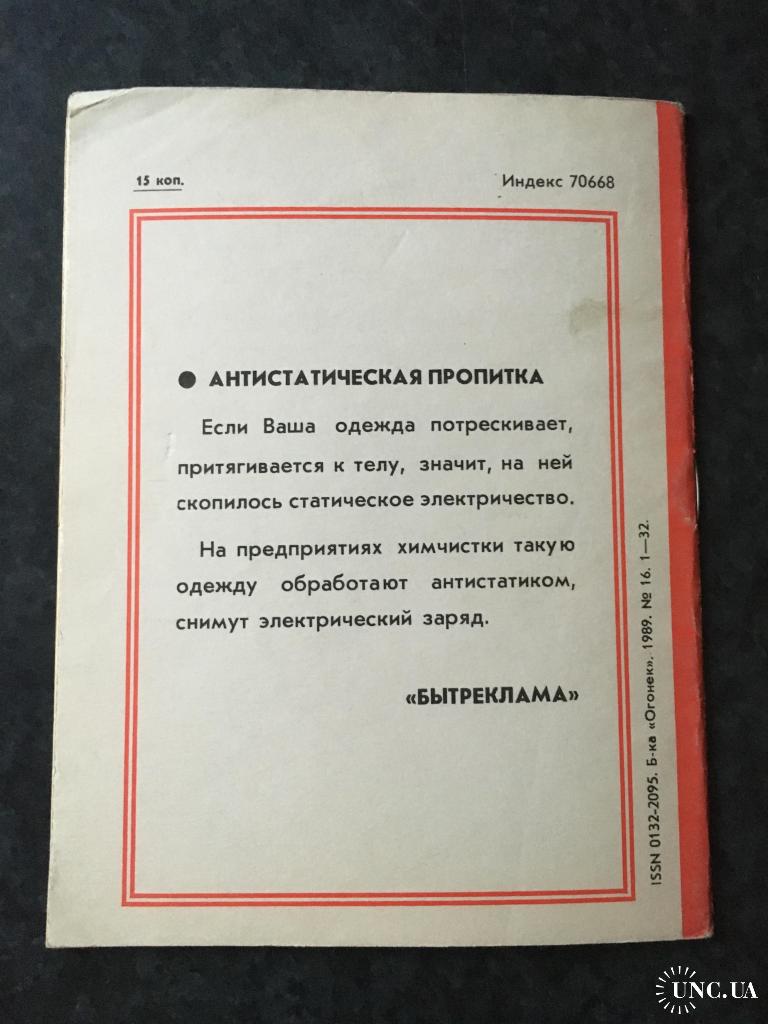 15 коп.
Индекс 70668
● АНТИСТАТИЧЕСКАЯ ПРОПИТКА
Если Ваша одежда потрескивает,
притягивается к телу, значит, на ней
скопилось статическое электричество.
На предприятиях химчистки такую
одежду обработают антистатиком,
снимут электрический заряд.
«БЫТРЕКЛАМА»
ISSN 0132-2095. Б-ка «Огонек». 1989. № 16. 1—32.
UNC.UA